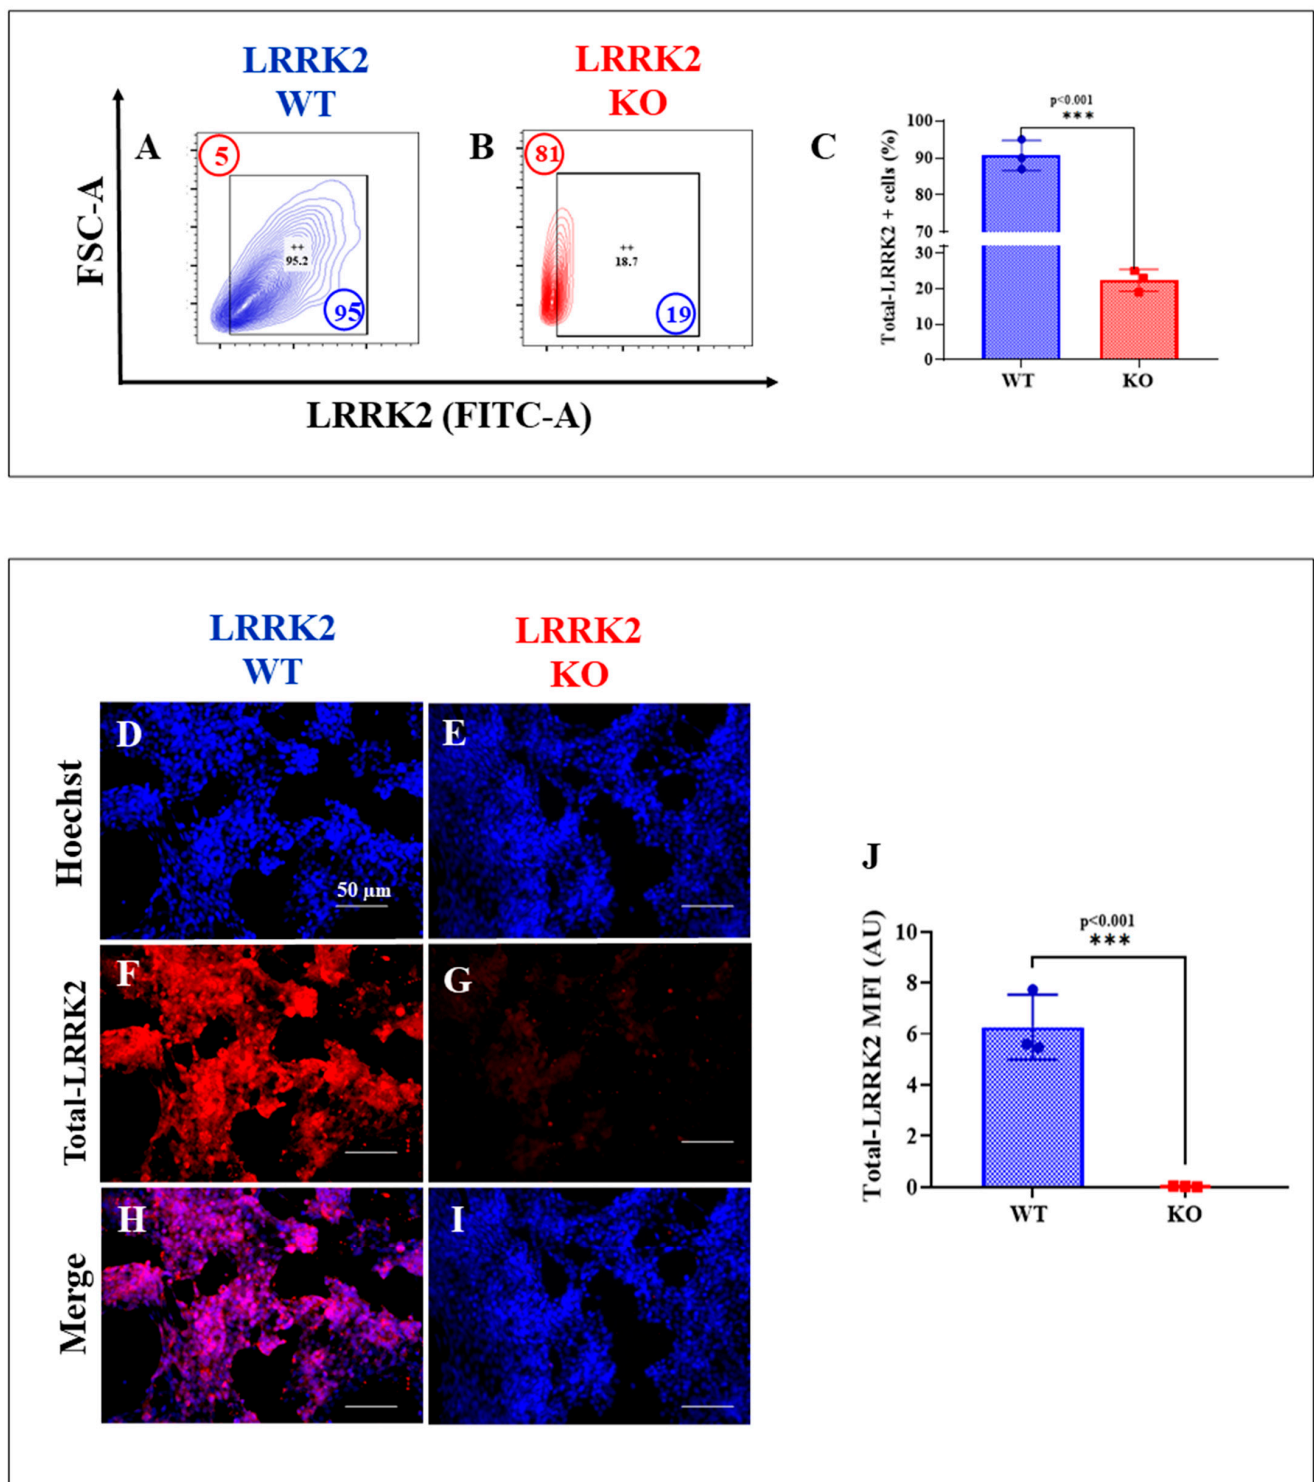 LRRK2
WT
LRRK2
KO
A
5
++
95.2
95
B
81
++
18.7
19
FSC-A
LRRK2 (FITC-A)
C
p<0.001
***
Total-LRRK2 + cells (%)
100
90
80
70
30
20
10
0
WT
KO
LRRK2
WT
LRRK2
KO
Hoechst
D
50 µm
E
Total-LRRK2
F
G
Merge
H
I
J
p<0.001
***
Total-LRRK2 MFI (AU)
10
8
6
4
2
0
WT
KO